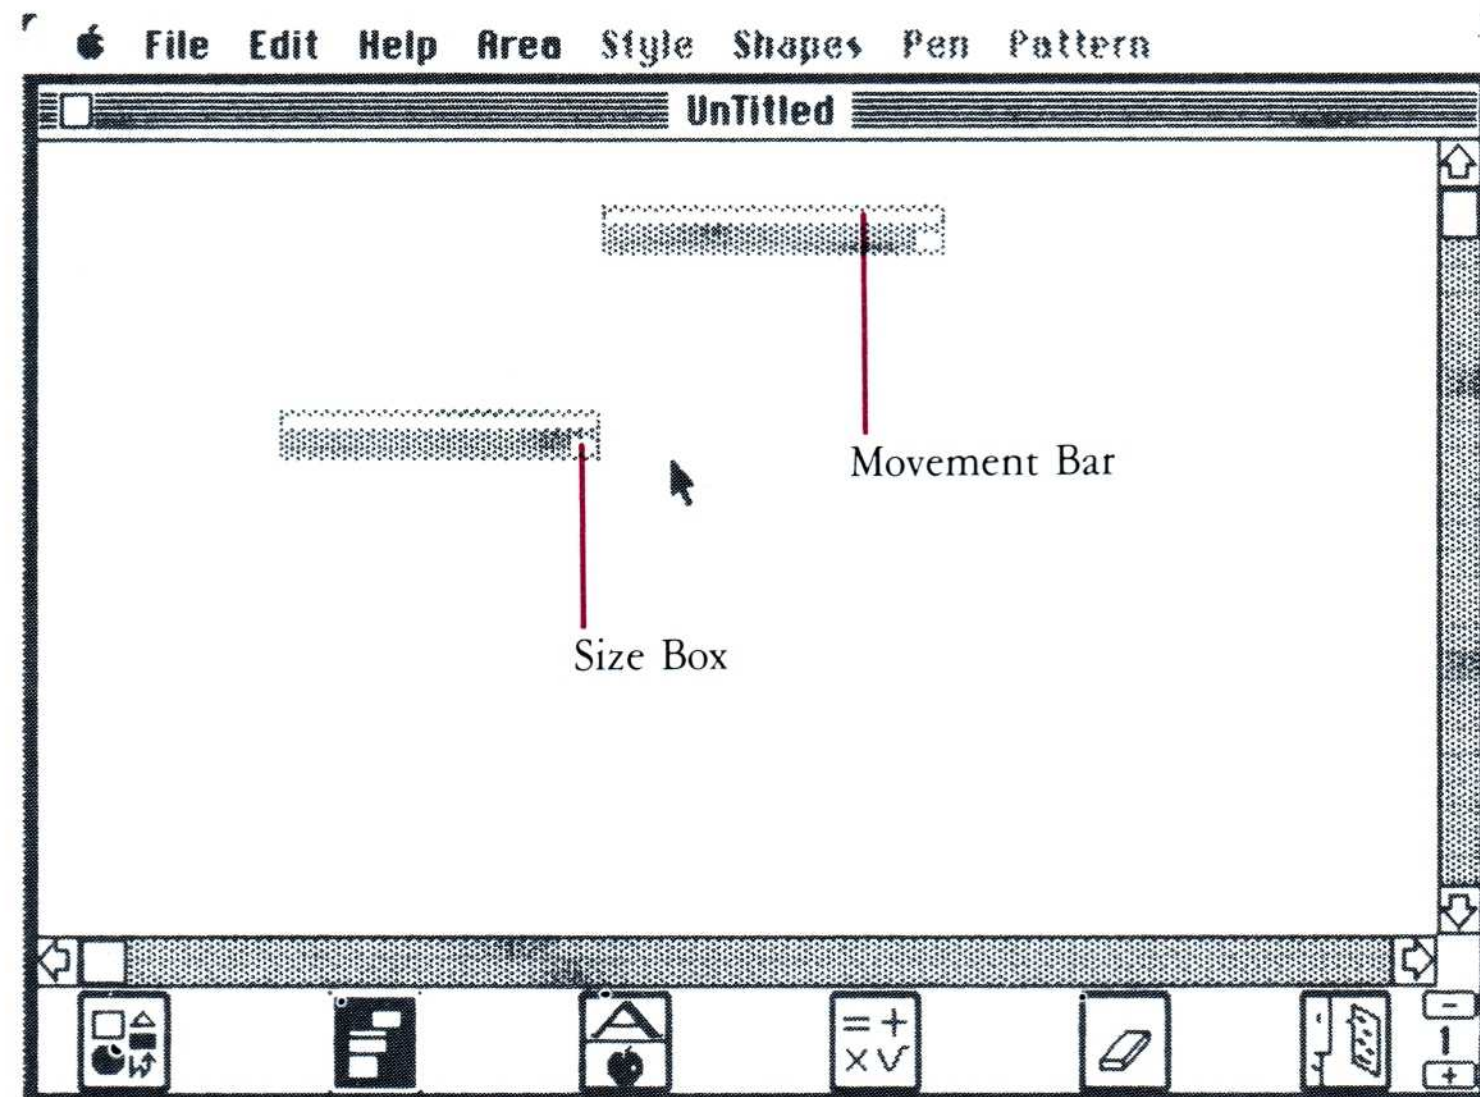 File Edit Help Area Style Shapes Pen Pattern
UnTitled
Movement Bar
Size Box
A
= +
× √
-
1
+